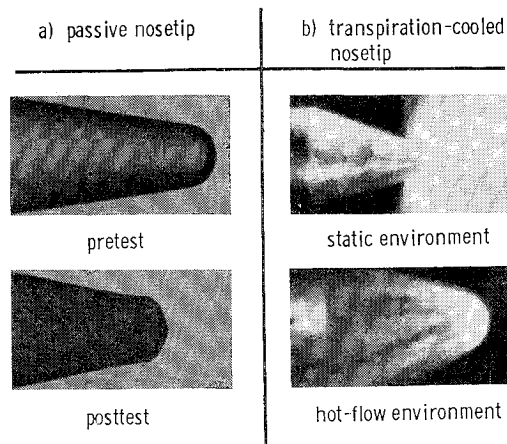 a) passive nosetip
b) transpiration-cooled
nosetip
pretest
static environment
posttest
hot-flow environment